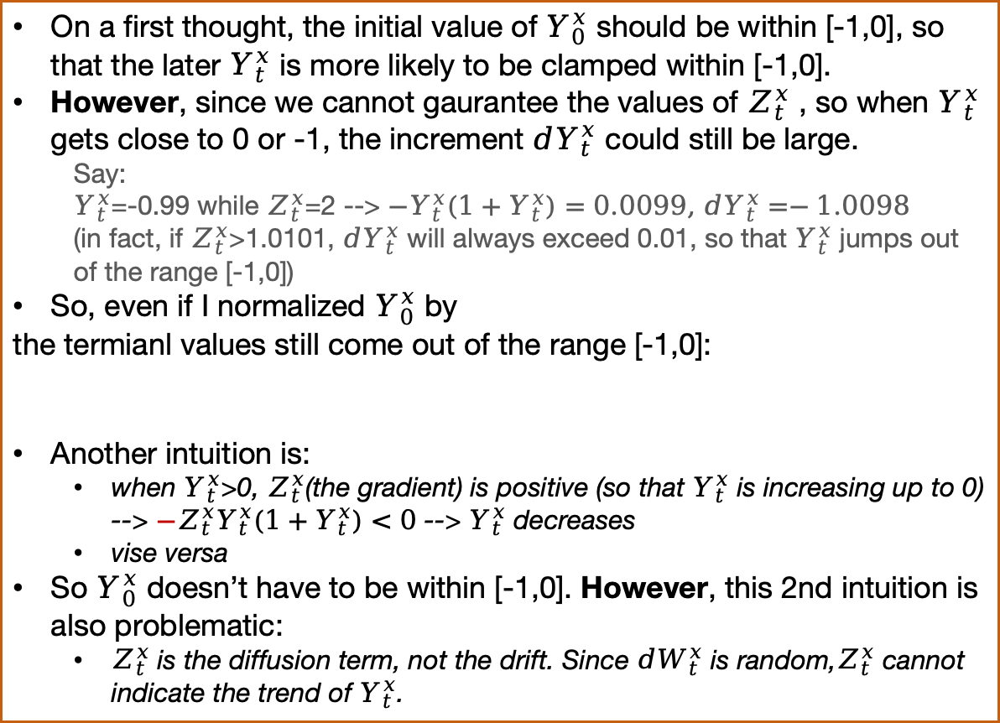 • On a first thought, the initial value of Y_0^x should be within [-1,0], so
that the later Y_t^x is more likely to be clamped within [-1,0].
• However, since we cannot gaurantee the values of Z_t^x , so when Y_t^x
gets close to 0 or -1, the increment dY_t^x could still be large.
Say:
Y_t^x=-0.99 while Z_t^x=2 --> −Y_t^x(1 + Y_t^x) = 0.0099, dY_t^x =− 1.0098
(in fact, if Z_t^x>1.0101, dY_t^x will always exceed 0.01, so that Y_t^x jumps out
of the range [-1,0])
• So, even if I normalized Y_0^x by
the termianl values still come out of the range [-1,0]:
• Another intuition is:
• when Y_t^x>0, Z_t^x(the gradient) is positive (so that Y_t^x is increasing up to 0)
--> −Z_t^xY_t^x(1 + Y_t^x) < 0 --> Y_t^x decreases
• vise versa
• So Y_0^x doesn’t have to be within [-1,0]. However, this 2nd intuition is
also problematic:
• Z_t^x is the diffusion term, not the drift. Since dW_t^x is random, Z_t^x cannot
indicate the trend of Y_t^x.